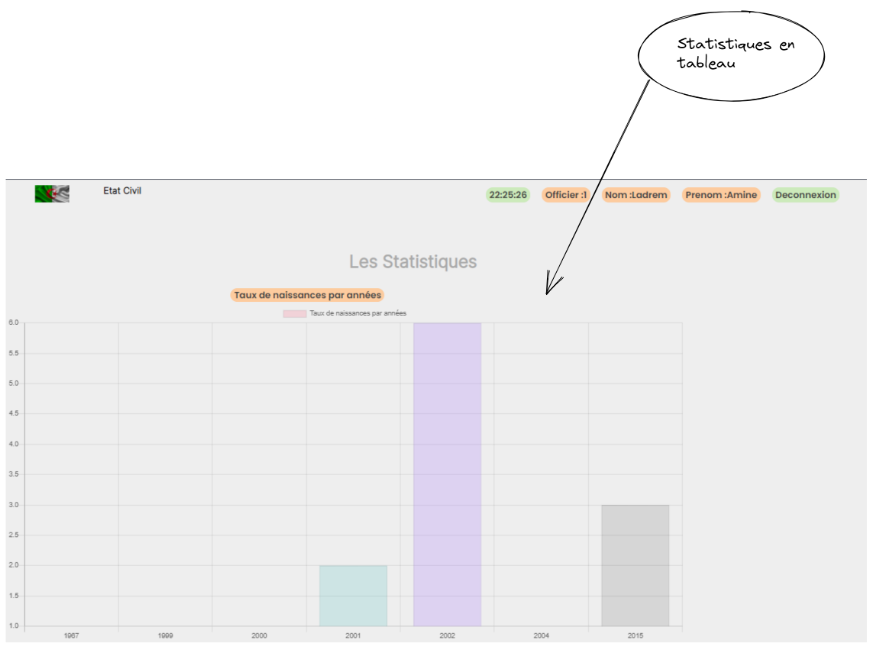 Statistiques en
tableau
Etat Civil
22:25:26 Officier :1 Nom :Ladrem Prenom :Amine Deconnexion
Les Statistiques
Taux de naissances par années
Taux de naissances par années
6.0
5.5
5.0
4.5
4.0
3.5
3.0
2.5
2.0
1.5
1.0
1967 1999 2000 2001 2002 2004 2015